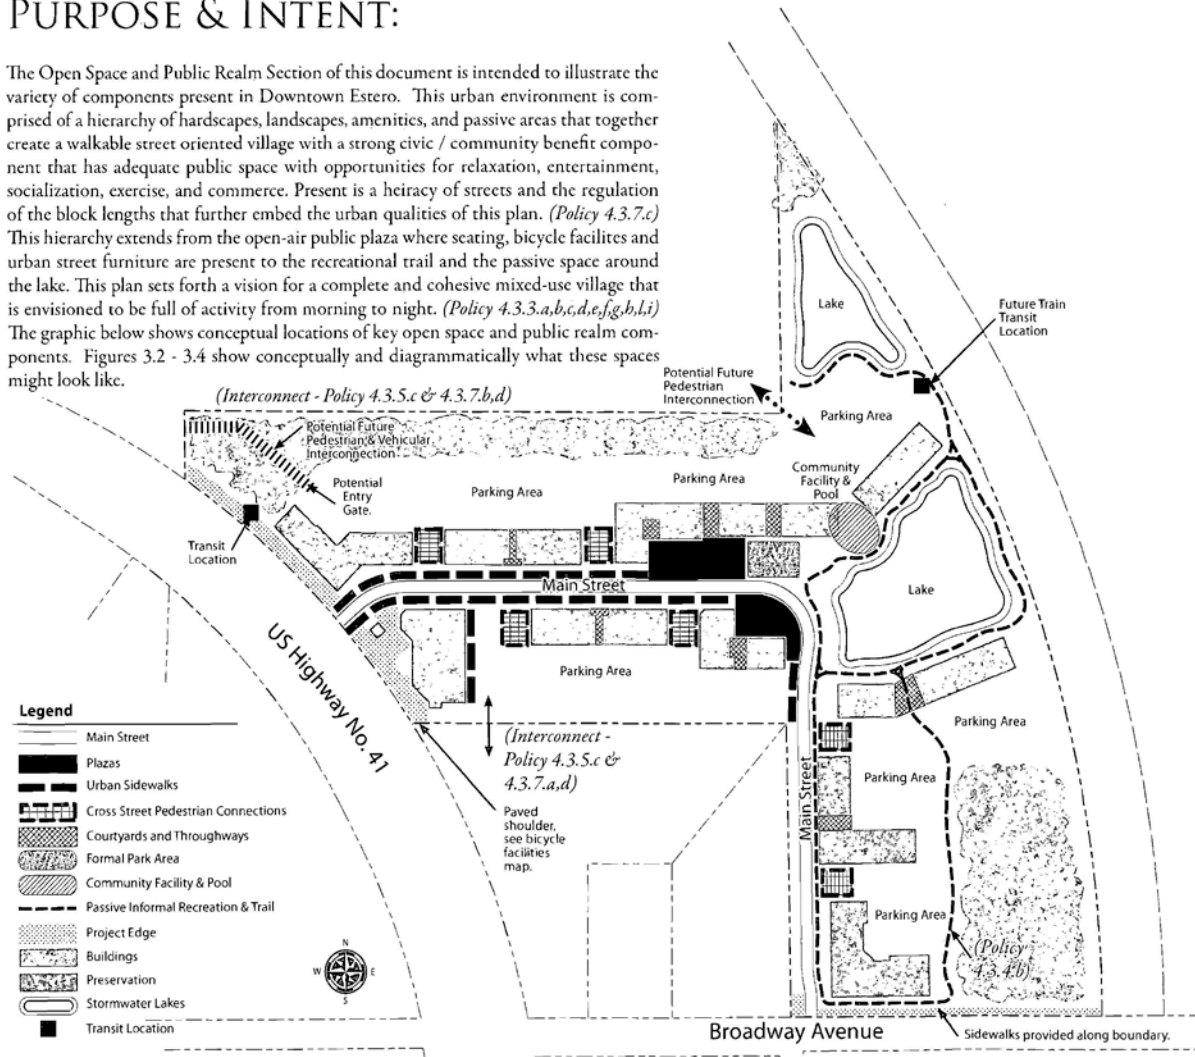 PURPOSE & INTENT:
The Open Space and Public Realm Section of this document is intended to illustrate the
variety of components present in Downtown Estero. This urban environment is com-
prised of a hierarchy of hardscapes, landscapes, amenities, and passive areas that together
create a walkable street oriented village with a strong civic / community benefit compo-
nent that has adequate public space with opportunities for relaxation, entertainment,
socialization, exercise, and commerce. Present is a heiracy of streets and the regulation
of the block lengths that further embed the urban qualities of this plan. (Policy 4.3.7.c)
This hierarchy extends from the open-air public plaza where seating, bicycle facilites and
urban street furniture are present to the recreational trail and the passive space around
the lake. This plan sets forth a vision for a complete and cohesive mixed-use village that
is envisioned to be full of activity from morning to night. (Policy 4.3.3.a,b,c,d,e,f,g,h,l,i)
The graphic below shows conceptual locations of key open space and public realm com-
ponents. Figures 3.2 - 3.4 show conceptually and diagrammatically what these spaces
might look like.
(Interconnect - Policy 4.3.5.c & 4.3.7.b,d)
Potential Future
Pedestrian & Vehicular
Interconnection
Potential
Entry
Gate.
Transit
Location
Parking Area
Parking Area
Potential Future
Pedestrian
Interconnection
Lake
Future Train
Transit
Location
Parking Area
Community
Facility &
Pool
Main Street
Lake
Parking Area
US Highway No. 41
(Interconnect -
Policy 4.3.5.c &
4.3.7.a,d)
Paved
shoulder,
see bicycle
facilities
map.
Main Street
Parking Area
Parking Area
Parking Area
(Policy
4.3.4.b)
Broadway Avenue
Sidewalks provided along boundary.
Legend
Main Street
Plazas
Urban Sidewalks
Cross Street Pedestrian Connections
Courtyards and Throughways
Formal Park Area
Community Facility & Pool
Passive Informal Recreation & Trail
Project Edge
Buildings
Preservation
Stormwater Lakes
Transit Location
N
W E
S